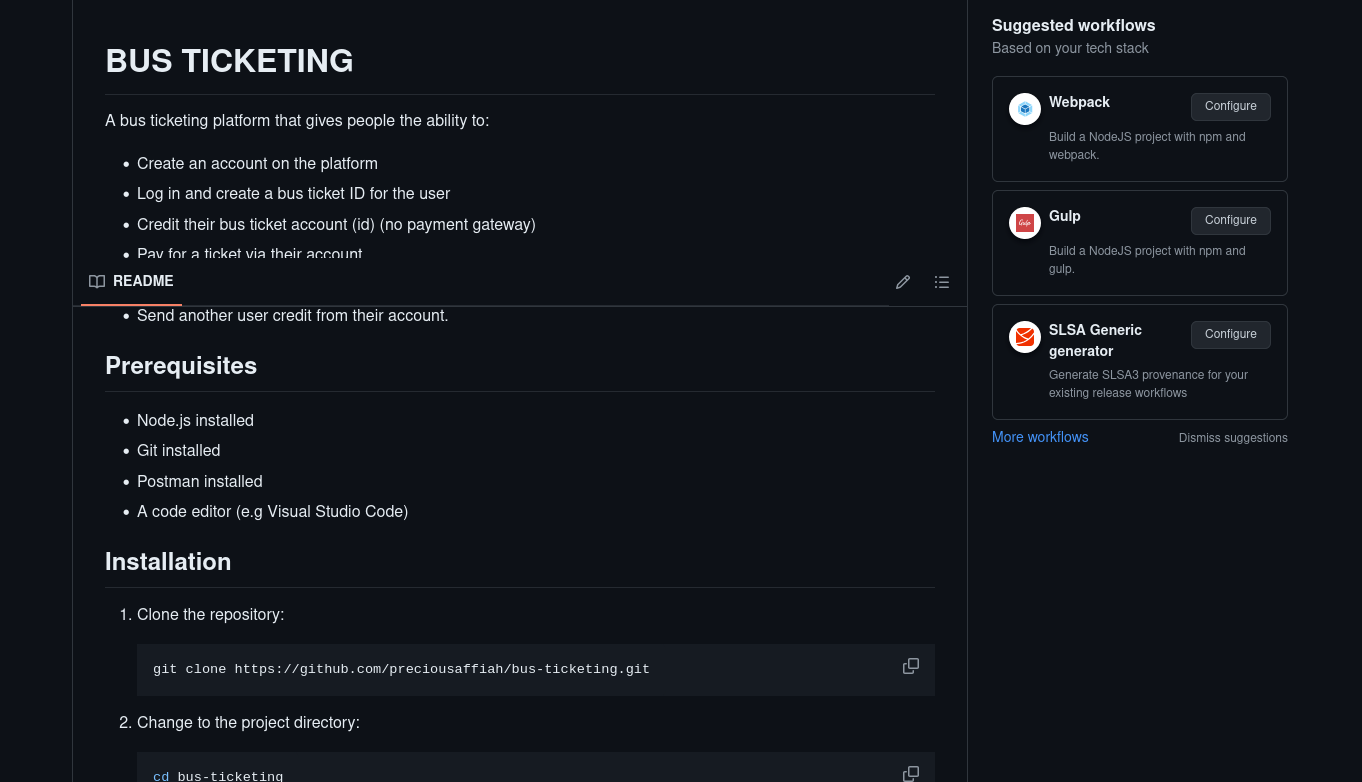 BUS TICKETING
A bus ticketing platform that gives people the ability to:
• Create an account on the platform
• Log in and create a bus ticket ID for the user
• Credit their bus ticket account (id) (no payment gateway)
• Pay for a ticket via their account
README
• Send another user credit from their account.
Prerequisites
• Node.js installed
• Git installed
• Postman installed
• A code editor (e.g Visual Studio Code)
Installation
1. Clone the repository:
git clone https://github.com/preciousaffiah/bus-ticketing.git
2. Change to the project directory:
cd bus-ticketing
Suggested workflows
Based on your tech stack
Webpack
Configure
Build a NodeJS project with npm and
webpack.
Gulp
Gulp
Configure
Build a NodeJS project with npm and
gulp.
SLSA Generic
generator
Configure
Generate SLSA3 provenance for your
existing release workflows
More workflows
Dismiss suggestions